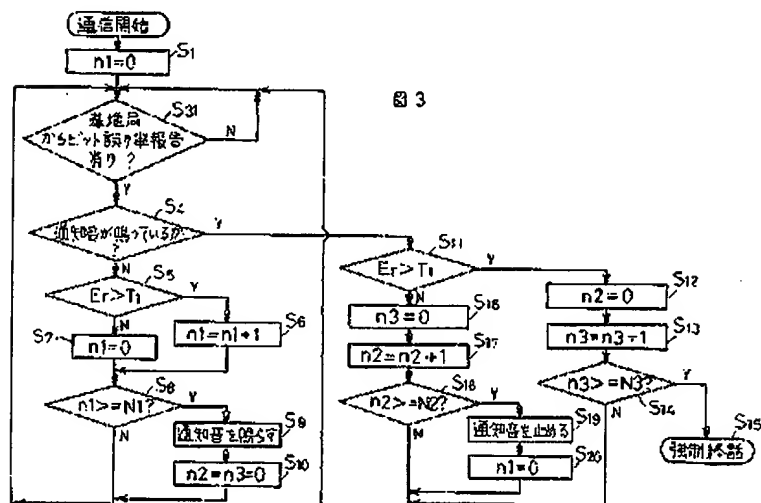 通信開始
S1
n1=0
図3
S31
基地局
からビット誤り率報告
有り?
N
Y
S4
通知音が鳴っているか
?
Y
N
S5
Er>T1
Y
N
S6
n1=n1+1
S7
n1=0
S8
n1>=N1?
Y
N
S9
通知音を鳴らす
S10
n2=n3=0
S11
Er>T1
Y
N
S16
n3=0
S17
n2=n2+1
S18
n2>=N2?
Y
N
S19
通知音を止める
S20
n1=0
S12
n2=0
S13
n3=n3+1
n3>=N3?
Y
S14
N
S15
強制終話